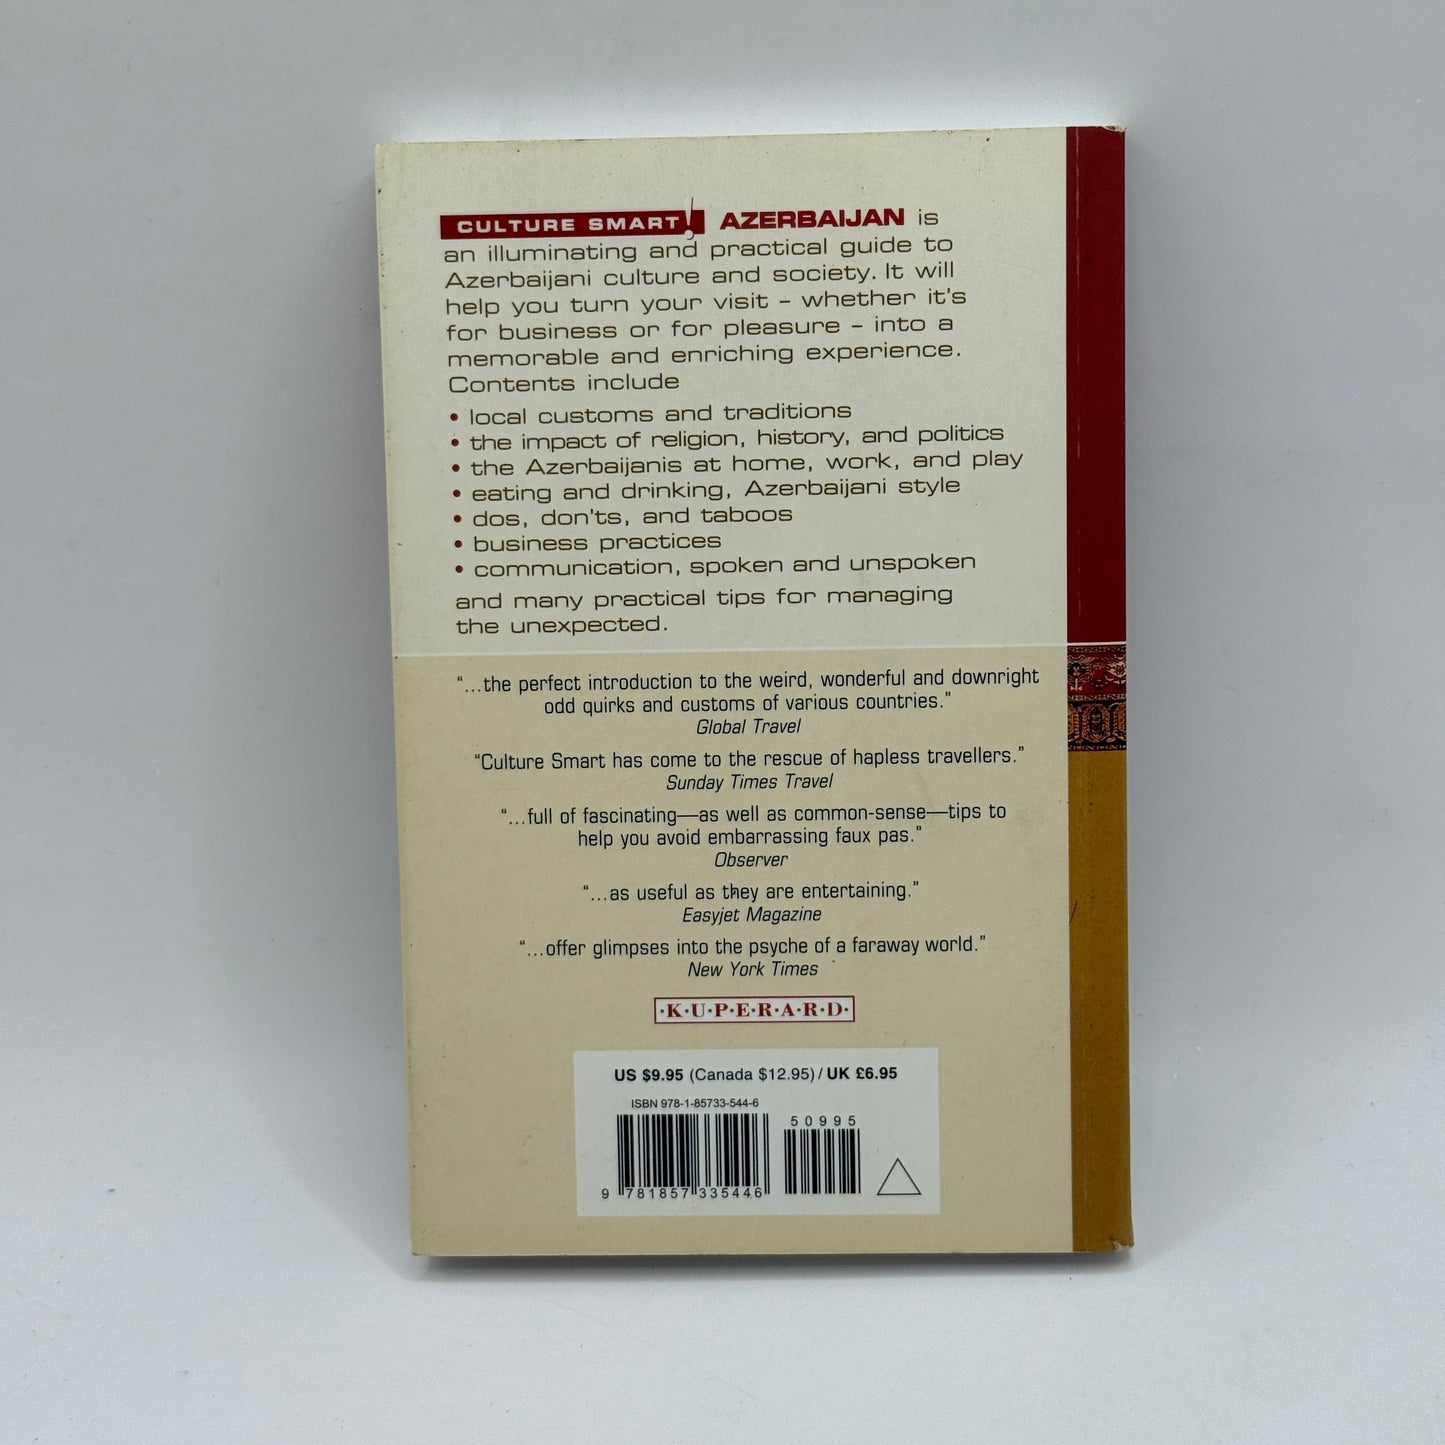 CULTURE SMART! AZERBAIJAN is
an illuminating and practical guide to
Azerbaijani culture and society. It will
help you turn your visit – whether it's
for business or for pleasure – into a
memorable and enriching experience.
Contents include
• local customs and traditions
• the impact of religion, history, and politics
• the Azerbaijanis at home, work, and play
• eating and drinking, Azerbaijani style
• dos, don'ts, and taboos
• business practices
• communication, spoken and unspoken
and many practical tips for managing
the unexpected.
“...the perfect introduction to the weird, wonderful and downright
odd quirks and customs of various countries.”
Global Travel
“Culture Smart has come to the rescue of hapless travellers.”
Sunday Times Travel
“...full of fascinating—as well as common-sense—tips to
help you avoid embarrassing faux pas.”
Observer
“...as useful as they are entertaining.”
Easyjet Magazine
“...offer glimpses into the psyche of a faraway world.”
New York Times
·K·U·P·E·R·A·R·D·
US $9.95 (Canada $12.95) / UK £6.95
ISBN 978-1-85733-544-6
50995
9 781857 335446